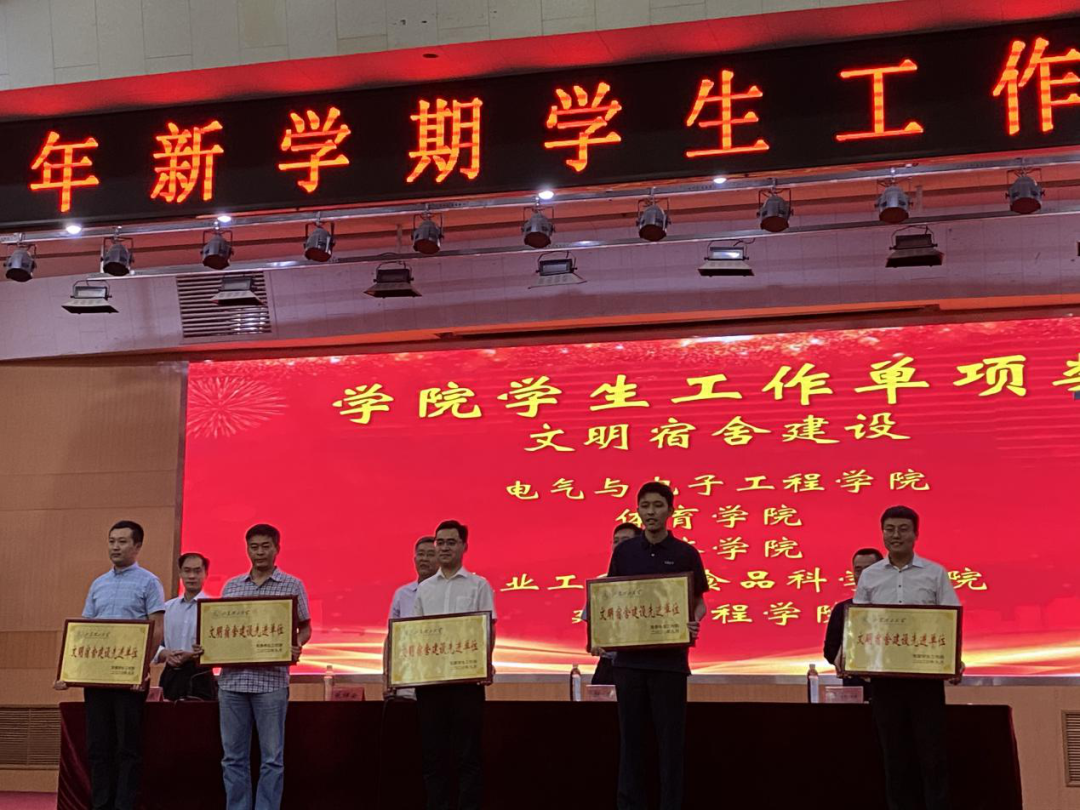 年新学期学生工作
学院学生工作单项奖
文明宿舍建设
电气与电子工程学院
体育学院
学院
业工 食品科学 院
程学
文明宿舍建设先进单位
文明宿舍建设先进单位
文明宿舍建设先进单位
文明宿舍建设先进单位
文明宿舍建设先进单位